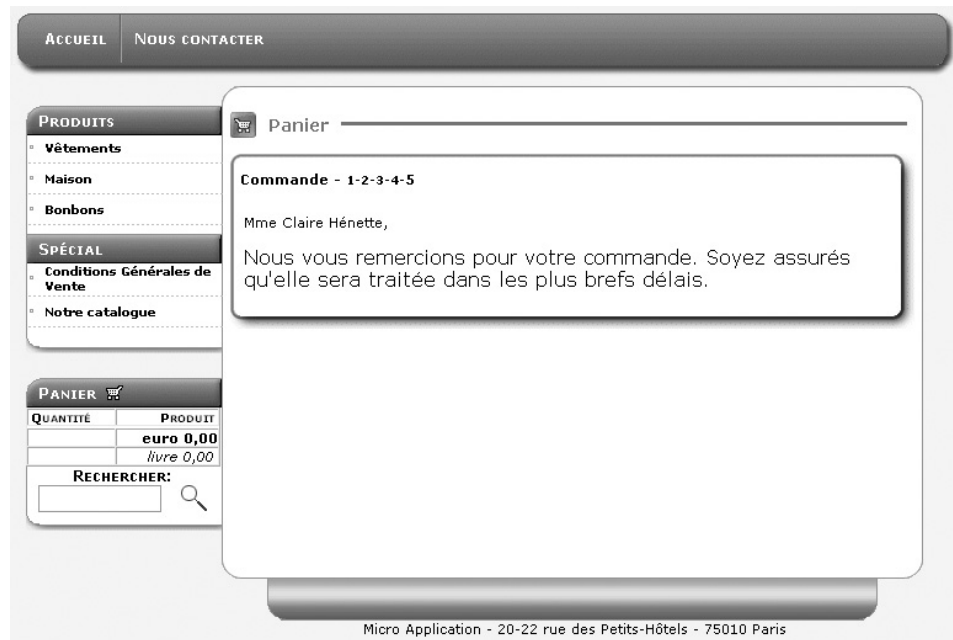 Accueil Nous contacter
Produits
Vêtements
Maison
Bonbons
Spécial
Conditions Générales de
Vente
Notre catalogue
Panier
Quantité Produit
euro 0,00
livre 0,00
Rechercher:
Panier
Commande - 1-2-3-4-5
Mme Claire Hénette,
Nous vous remercions pour votre commande. Soyez assurés
qu'elle sera traitée dans les plus brefs délais.
Micro Application - 20-22 rue des Petits-Hôtels - 75010 Paris